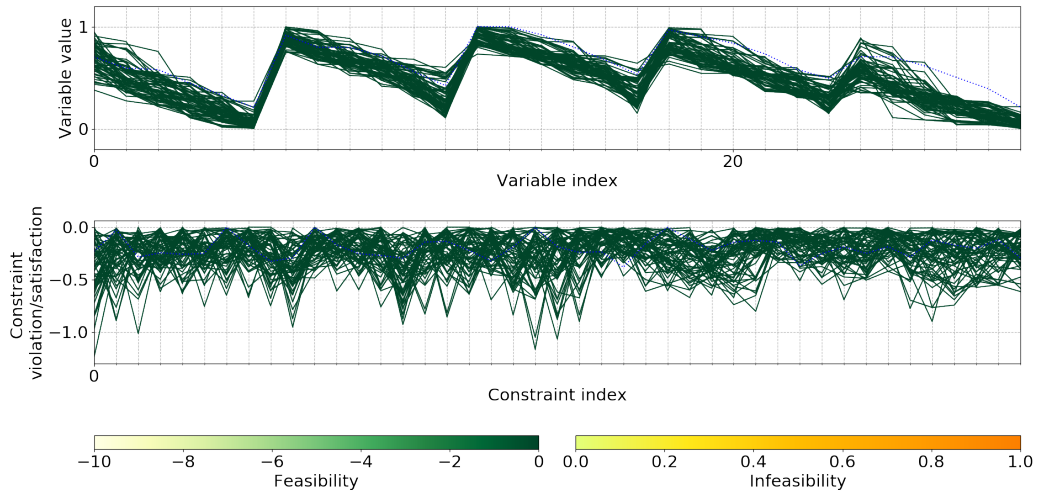 1
0
Variable value
0 20
Variable index
0.0
−0.5
−1.0
Constraint
violation/satisfaction
0
Constraint index
−10 −8 −6 −4 −2 0
Feasibility
0.0 0.2 0.4 0.6 0.8 1.0
Infeasibility